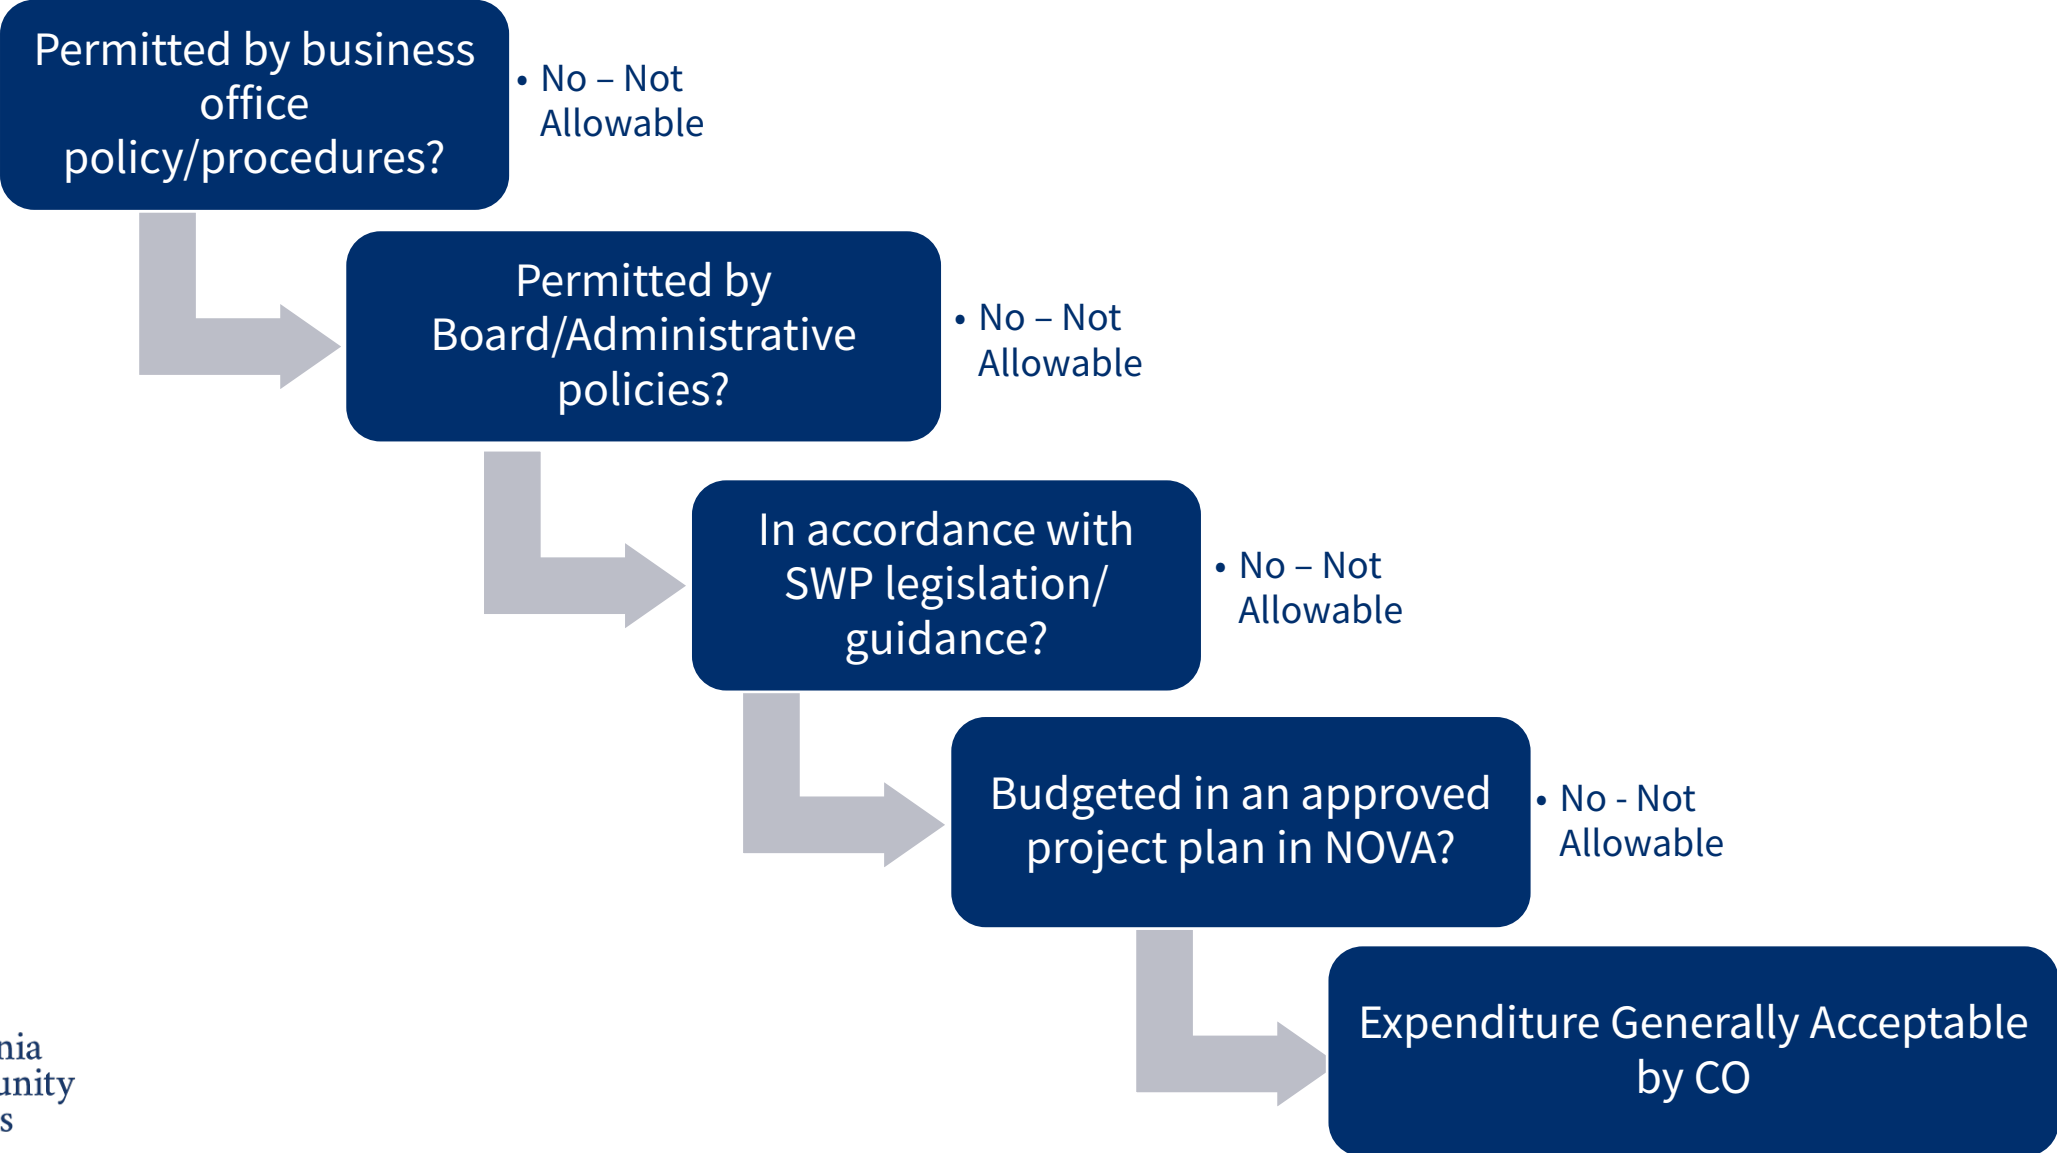 Permitted by business
office
policy/procedures?
• No – Not
Allowable
Permitted by
Board/Administrative
policies?
• No – Not
Allowable
In accordance with
SWP legislation/
guidance?
• No – Not
Allowable
Budgeted in an approved
project plan in NOVA?
• No - Not
Allowable
Expenditure Generally Acceptable
by CO
nia
unity
s